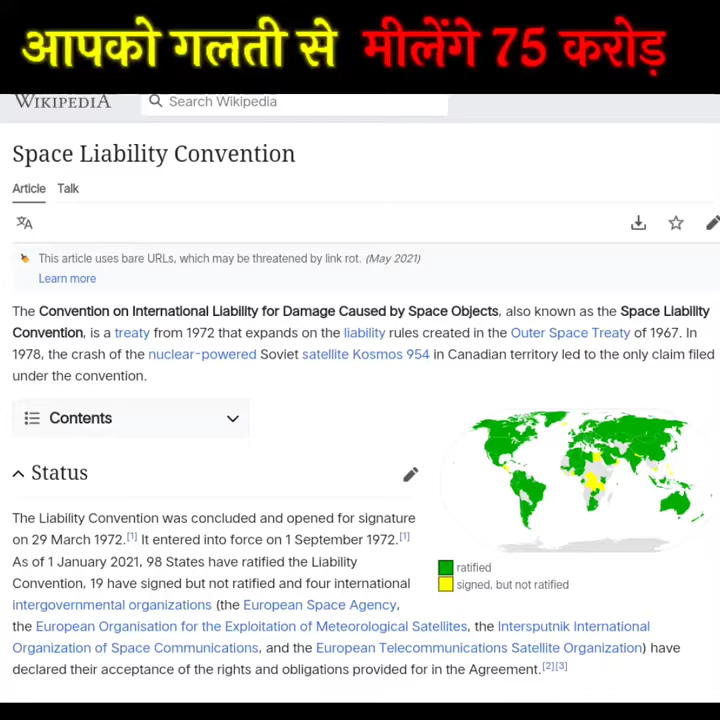 आपको गलती से मीलेंगे 75 करोड़
WIKIPEDIA
Search Wikipedia
Space Liability Convention
Article Talk
This article uses bare URLs, which may be threatened by link rot. (May 2021)
Learn more
The Convention on International Liability for Damage Caused by Space Objects, also known as the Space Liability
Convention, is a treaty from 1972 that expands on the liability rules created in the Outer Space Treaty of 1967. In
1978, the crash of the nuclear-powered Soviet satellite Kosmos 954 in Canadian territory led to the only claim filed
under the convention.
Contents
Status
The Liability Convention was concluded and opened for signature
on 29 March 1972.[1] It entered into force on 1 September 1972.[1]
As of 1 January 2021, 98 States have ratified the Liability
Convention, 19 have signed but not ratified and four international
intergovernmental organizations (the European Space Agency,
the European Organisation for the Exploitation of Meteorological Satellites, the Intersputnik International
Organization of Space Communications, and the European Telecommunications Satellite Organization) have
declared their acceptance of the rights and obligations provided for in the Agreement.[2][3]
ratified
signed, but not ratified